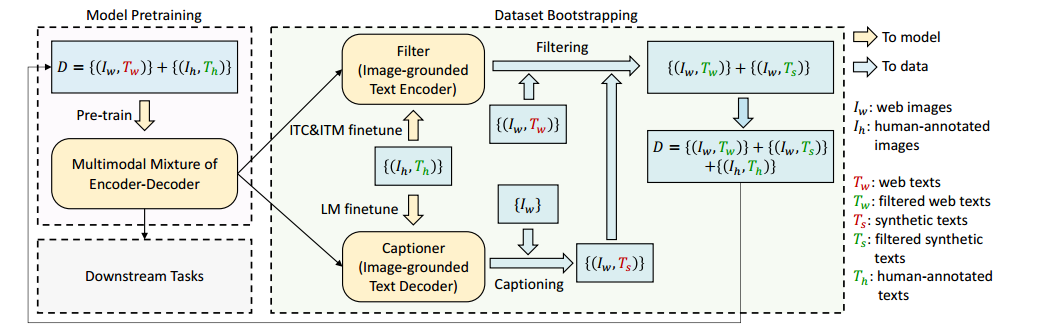 Model Pretraining
D = {(I_w, T_w)} + {(I_h, T_h)}
Pre-train
Multimodal Mixture of
Encoder-Decoder
Downstream Tasks
Dataset Bootstrapping
Filter
(Image-grounded
Text Encoder)
Filtering
{(I_w, T_w)}
ITC&ITM finetune
{(I_h, T_h)}
LM finetune
{I_w}
Captioner
(Image-grounded
Text Decoder)
Captioning
{(I_w, T_s)}
{(I_w, T_w)} + {(I_w, T_s)}
D = {(I_w, T_w)} + {(I_w, T_s)}
+{(I_h, T_h)}
To model
To data
I_w: web images
I_h: human-annotated
images
T_w: web texts
T_w: filtered web texts
T_s: synthetic texts
T_s: filtered synthetic
texts
T_h: human-annotated
texts